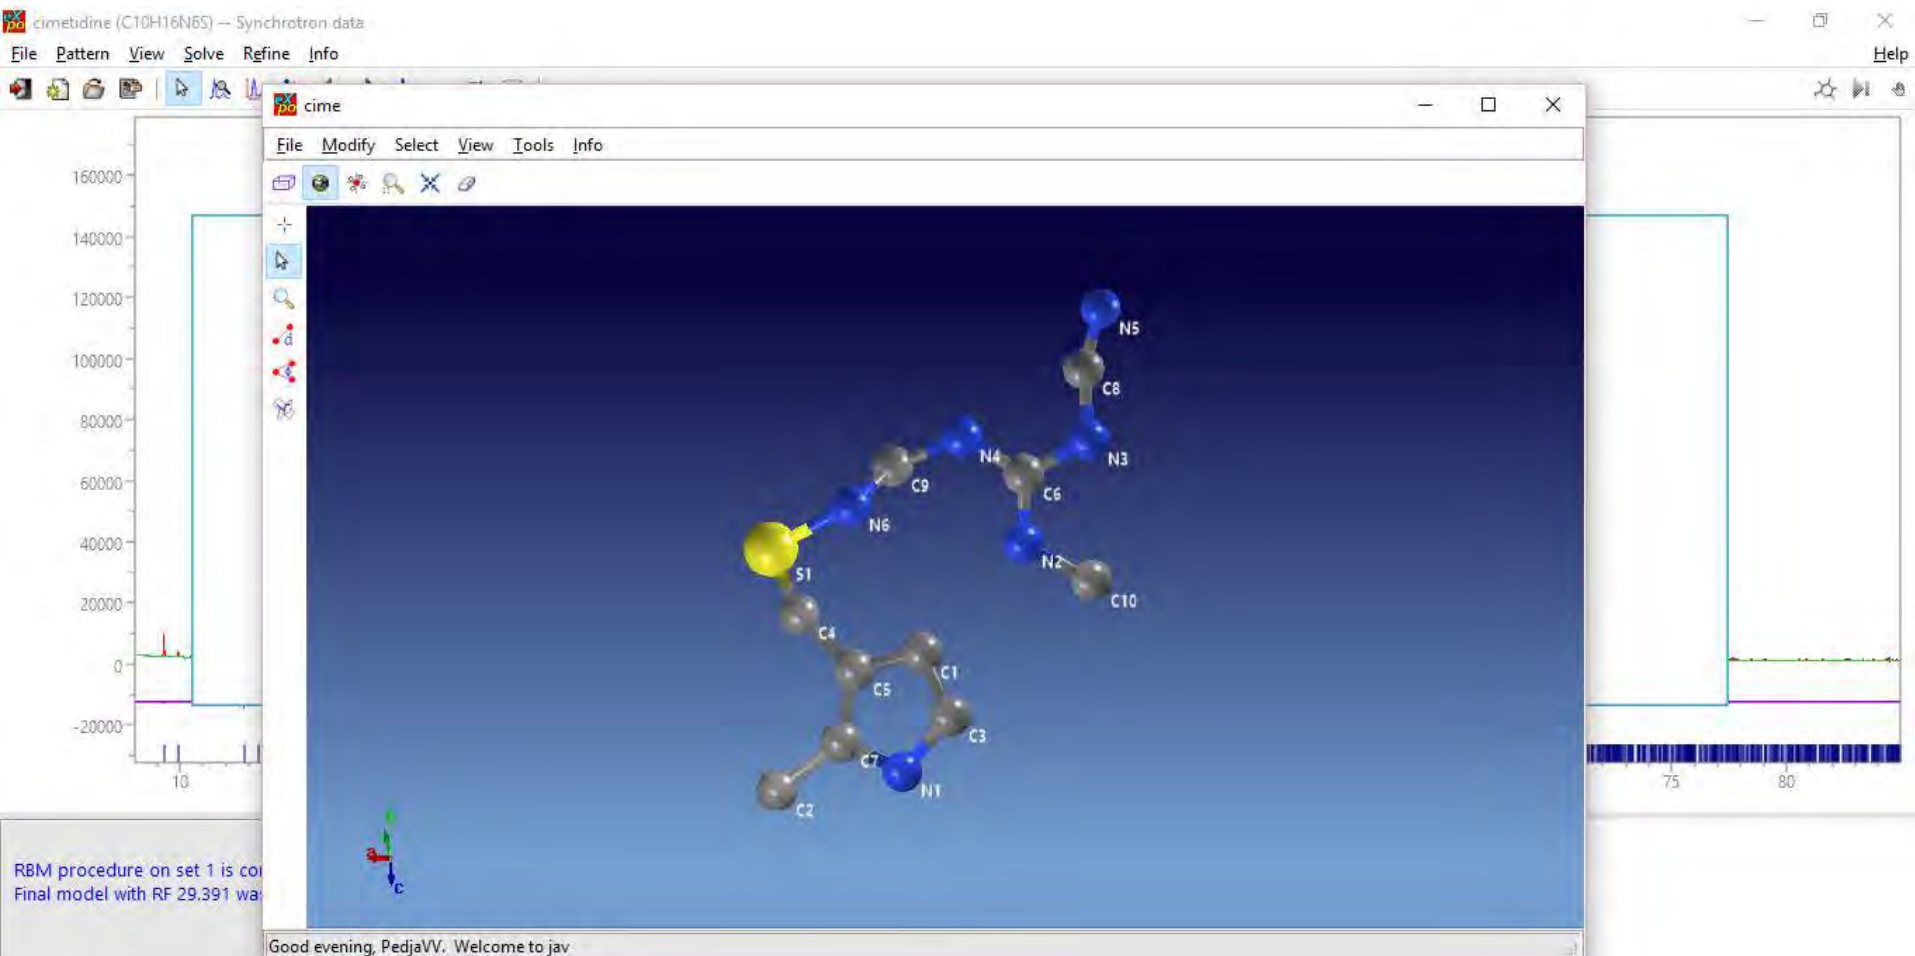 cimetidine (C10H16N6S) -- Synchrotron data
File Pattern View Solve Refine Info Help
cime
File Modify Select View Tools Info
160000
140000
120000
100000
80000
60000
40000
20000
0
-20000
10 75 80
N5
C8
N4 N3
C9 C6
N6
N2
S1
C10
C4
C1
C5
C3
C7
N1
C2
a
c
RBM procedure on set 1 is co
Final model with RF 29.391 wa
Good evening, PedjaVV. Welcome to jav